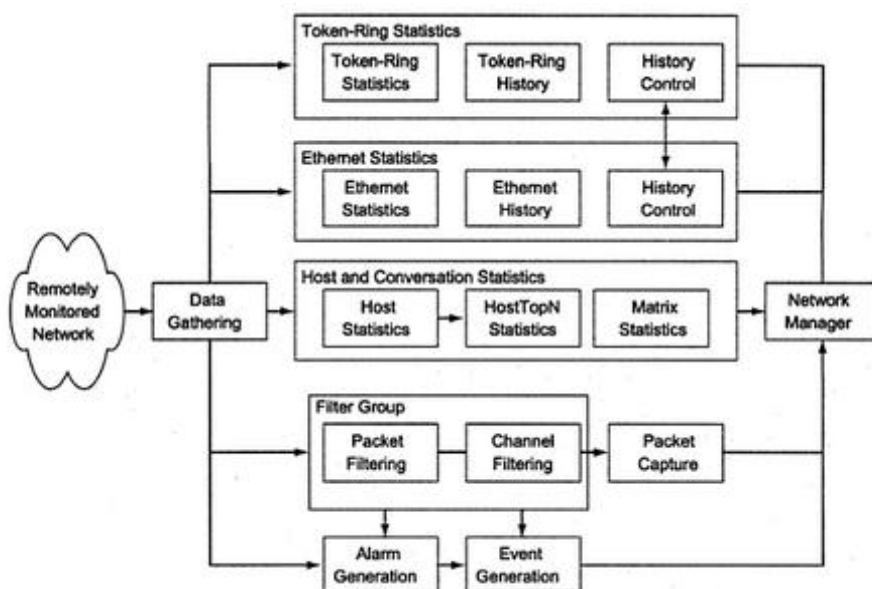 Token-Ring Statistics
Token-Ring
Statistics
Token-Ring
History
History
Control
Ethernet Statistics
Ethernet
Statistics
Ethernet
History
History
Control
Remotely
Monitored
Network
Data
Gathering
Host and Conversation Statistics
Host
Statistics
HostTopN
Statistics
Matrix
Statistics
Network
Manager
Filter Group
Packet
Filtering
Channel
Filtering
Packet
Capture
Alarm
Generation
Event
Generation